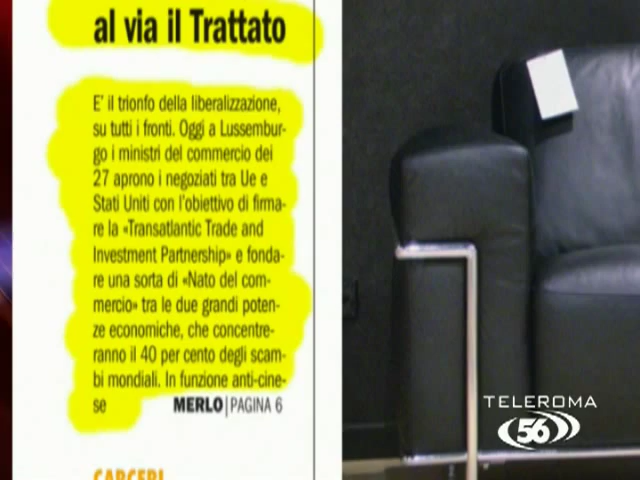 al via il Trattato
E' il trionfo della liberalizzazione,
su tutti i fronti. Oggi a Lussembur-
go i ministri del commercio dei
27 aprono i negoziati tra Ue e
Stati Uniti con l'obiettivo di firma-
re la «Transatlantic Trade and
Investment Partnership» e fonda-
re una sorta di «Nato del com-
mercio» tra le due grandi poten-
ze economiche, che concentre-
ranno il 40 per cento degli scam-
bi mondiali. In funzione anti-cine-
se MERLO|PAGINA 6
CARCERI
TELEROMA
56